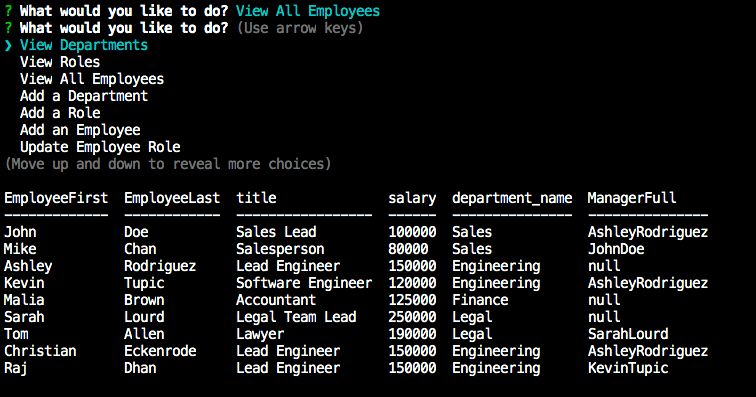 ? What would you like to do? View All Employees
? What would you like to do? (Use arrow keys)
❯ View Departments
  View Roles
  View All Employees
  Add a Department
  Add a Role
  Add an Employee
  Update Employee Role
(Move up and down to reveal more choices)

EmployeeFirst  EmployeeLast  title              salary  department_name  ManagerFull
-------------  ------------  -----------------  ------  ---------------  ---------------
John           Doe           Sales Lead         100000  Sales            AshleyRodriguez
Mike           Chan          Salesperson        80000   Sales            JohnDoe
Ashley         Rodriguez     Lead Engineer      150000  Engineering      null
Kevin          Tupic         Software Engineer  120000  Engineering      AshleyRodriguez
Malia          Brown         Accountant         125000  Finance          null
Sarah          Lourd         Legal Team Lead    250000  Legal            null
Tom            Allen         Lawyer             190000  Legal            SarahLourd
Christian      Eckenrode     Lead Engineer      150000  Engineering      AshleyRodriguez
Raj            Dhan          Lead Engineer      150000  Engineering      KevinTupic